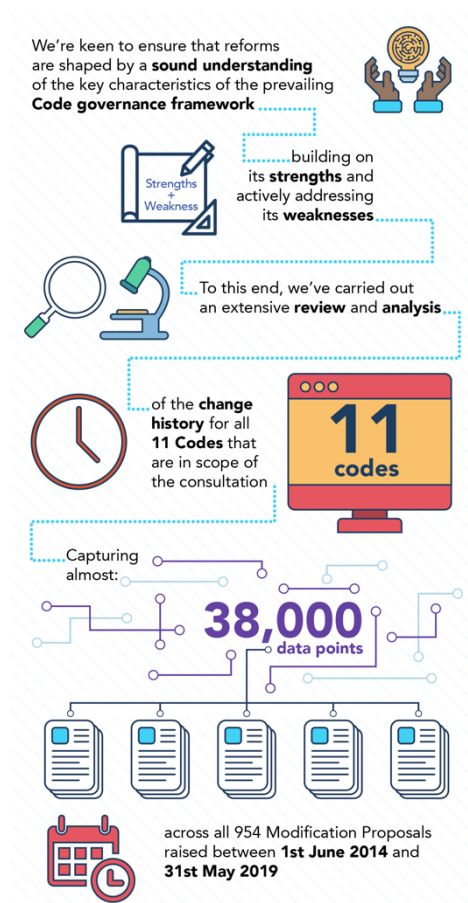 We're keen to ensure that reforms
are shaped by a sound understanding
of the key characteristics of the prevailing
Code governance framework
building on
its strengths and
actively addressing
its weaknesses
Strengths
+
Weakness
To this end, we've carried out
an extensive review and analysis
of the change
history for all
11 Codes that
are in scope of
the consultation
11
codes
Capturing
almost:
38,000
data points
across all 954 Modification Proposals
raised between 1st June 2014 and
31st May 2019